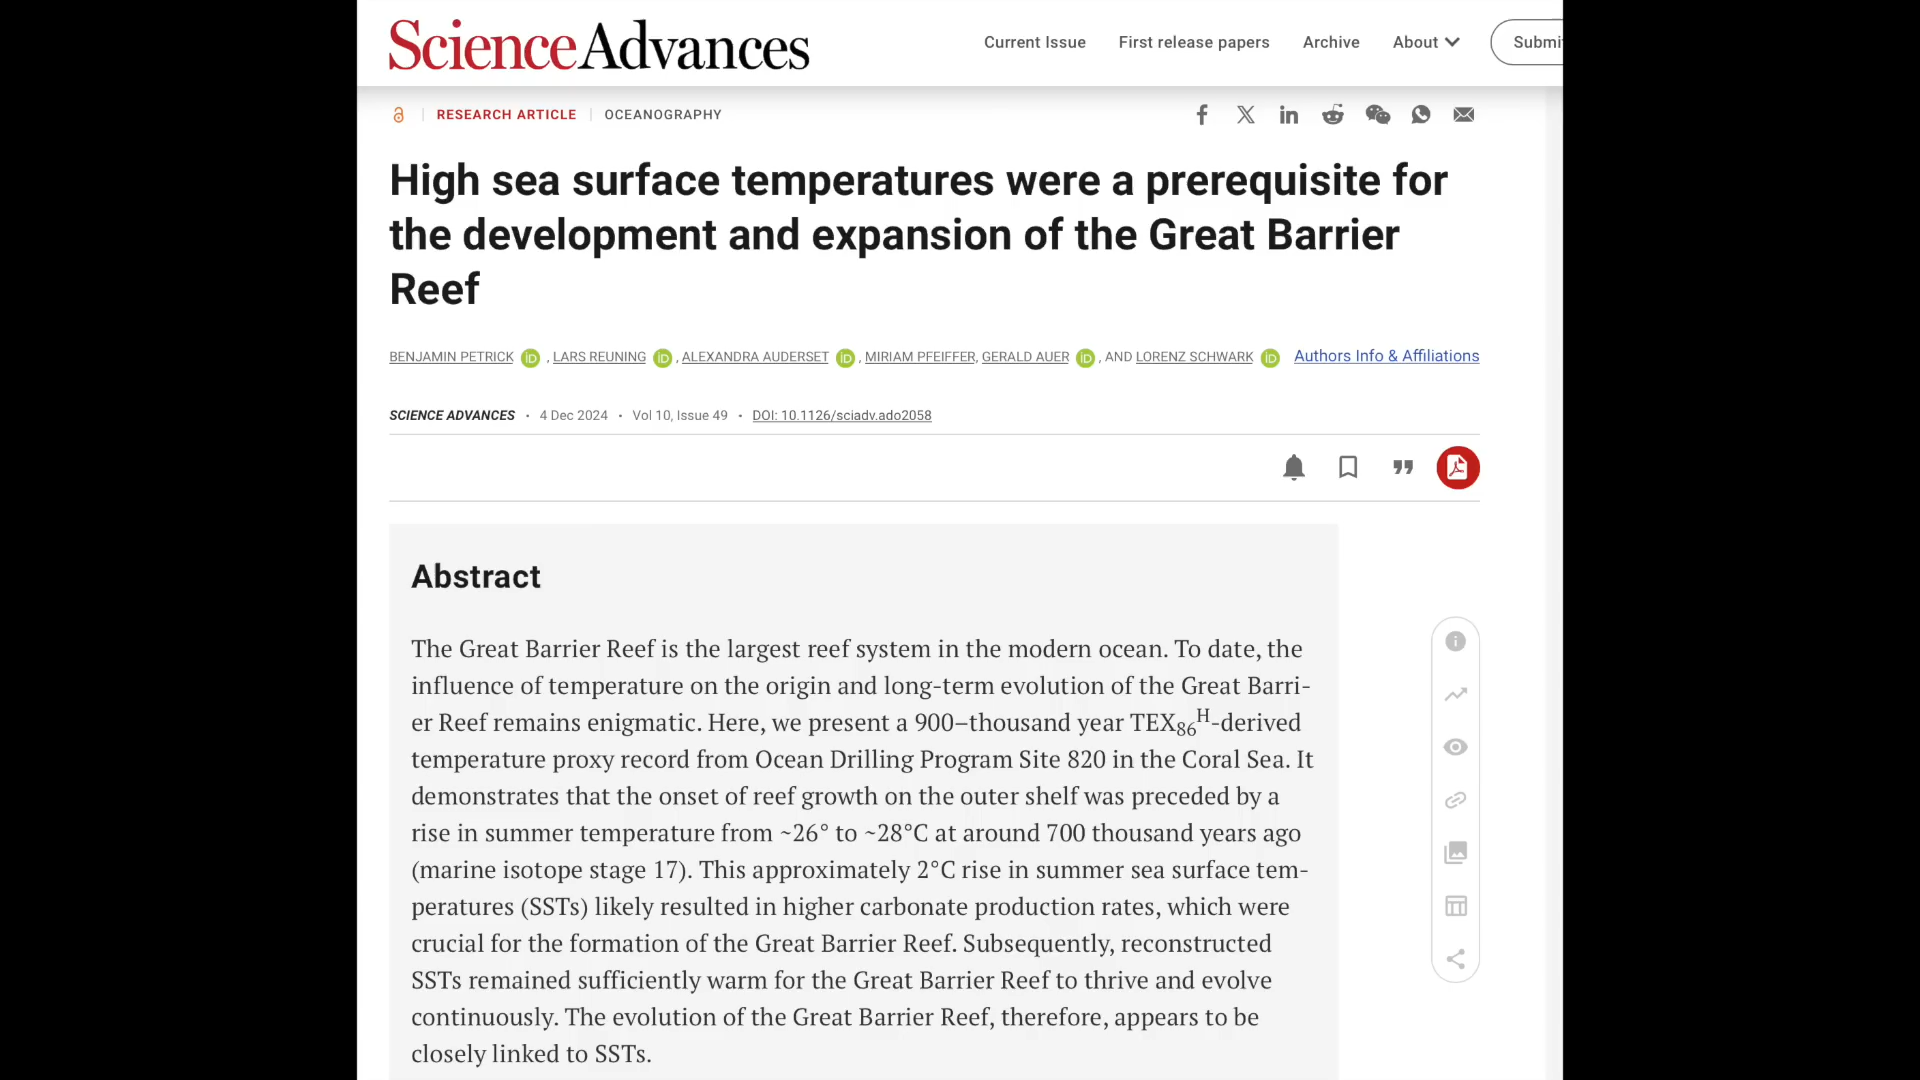 ScienceAdvances
Current Issue First release papers Archive About Submi
RESEARCH ARTICLE OCEANOGRAPHY
High sea surface temperatures were a prerequisite for
the development and expansion of the Great Barrier
Reef
BENJAMIN PETRICK iD , LARS REUNING iD , ALEXANDRA AUDERSET iD , MIRIAM PFEIFFER, GERALD AUER iD , AND LORENZ SCHWARK iD Authors Info & Affiliations
SCIENCE ADVANCES • 4 Dec 2024 • Vol 10, Issue 49 • DOI: 10.1126/sciadv.ado2058
Abstract
The Great Barrier Reef is the largest reef system in the modern ocean. To date, the
influence of temperature on the origin and long-term evolution of the Great Barri-
er Reef remains enigmatic. Here, we present a 900–thousand year TEX₈₆ᴴ-derived
temperature proxy record from Ocean Drilling Program Site 820 in the Coral Sea. It
demonstrates that the onset of reef growth on the outer shelf was preceded by a
rise in summer temperature from ~26° to ~28°C at around 700 thousand years ago
(marine isotope stage 17). This approximately 2°C rise in summer sea surface tem-
peratures (SSTs) likely resulted in higher carbonate production rates, which were
crucial for the formation of the Great Barrier Reef. Subsequently, reconstructed
SSTs remained sufficiently warm for the Great Barrier Reef to thrive and evolve
continuously. The evolution of the Great Barrier Reef, therefore, appears to be
closely linked to SSTs.